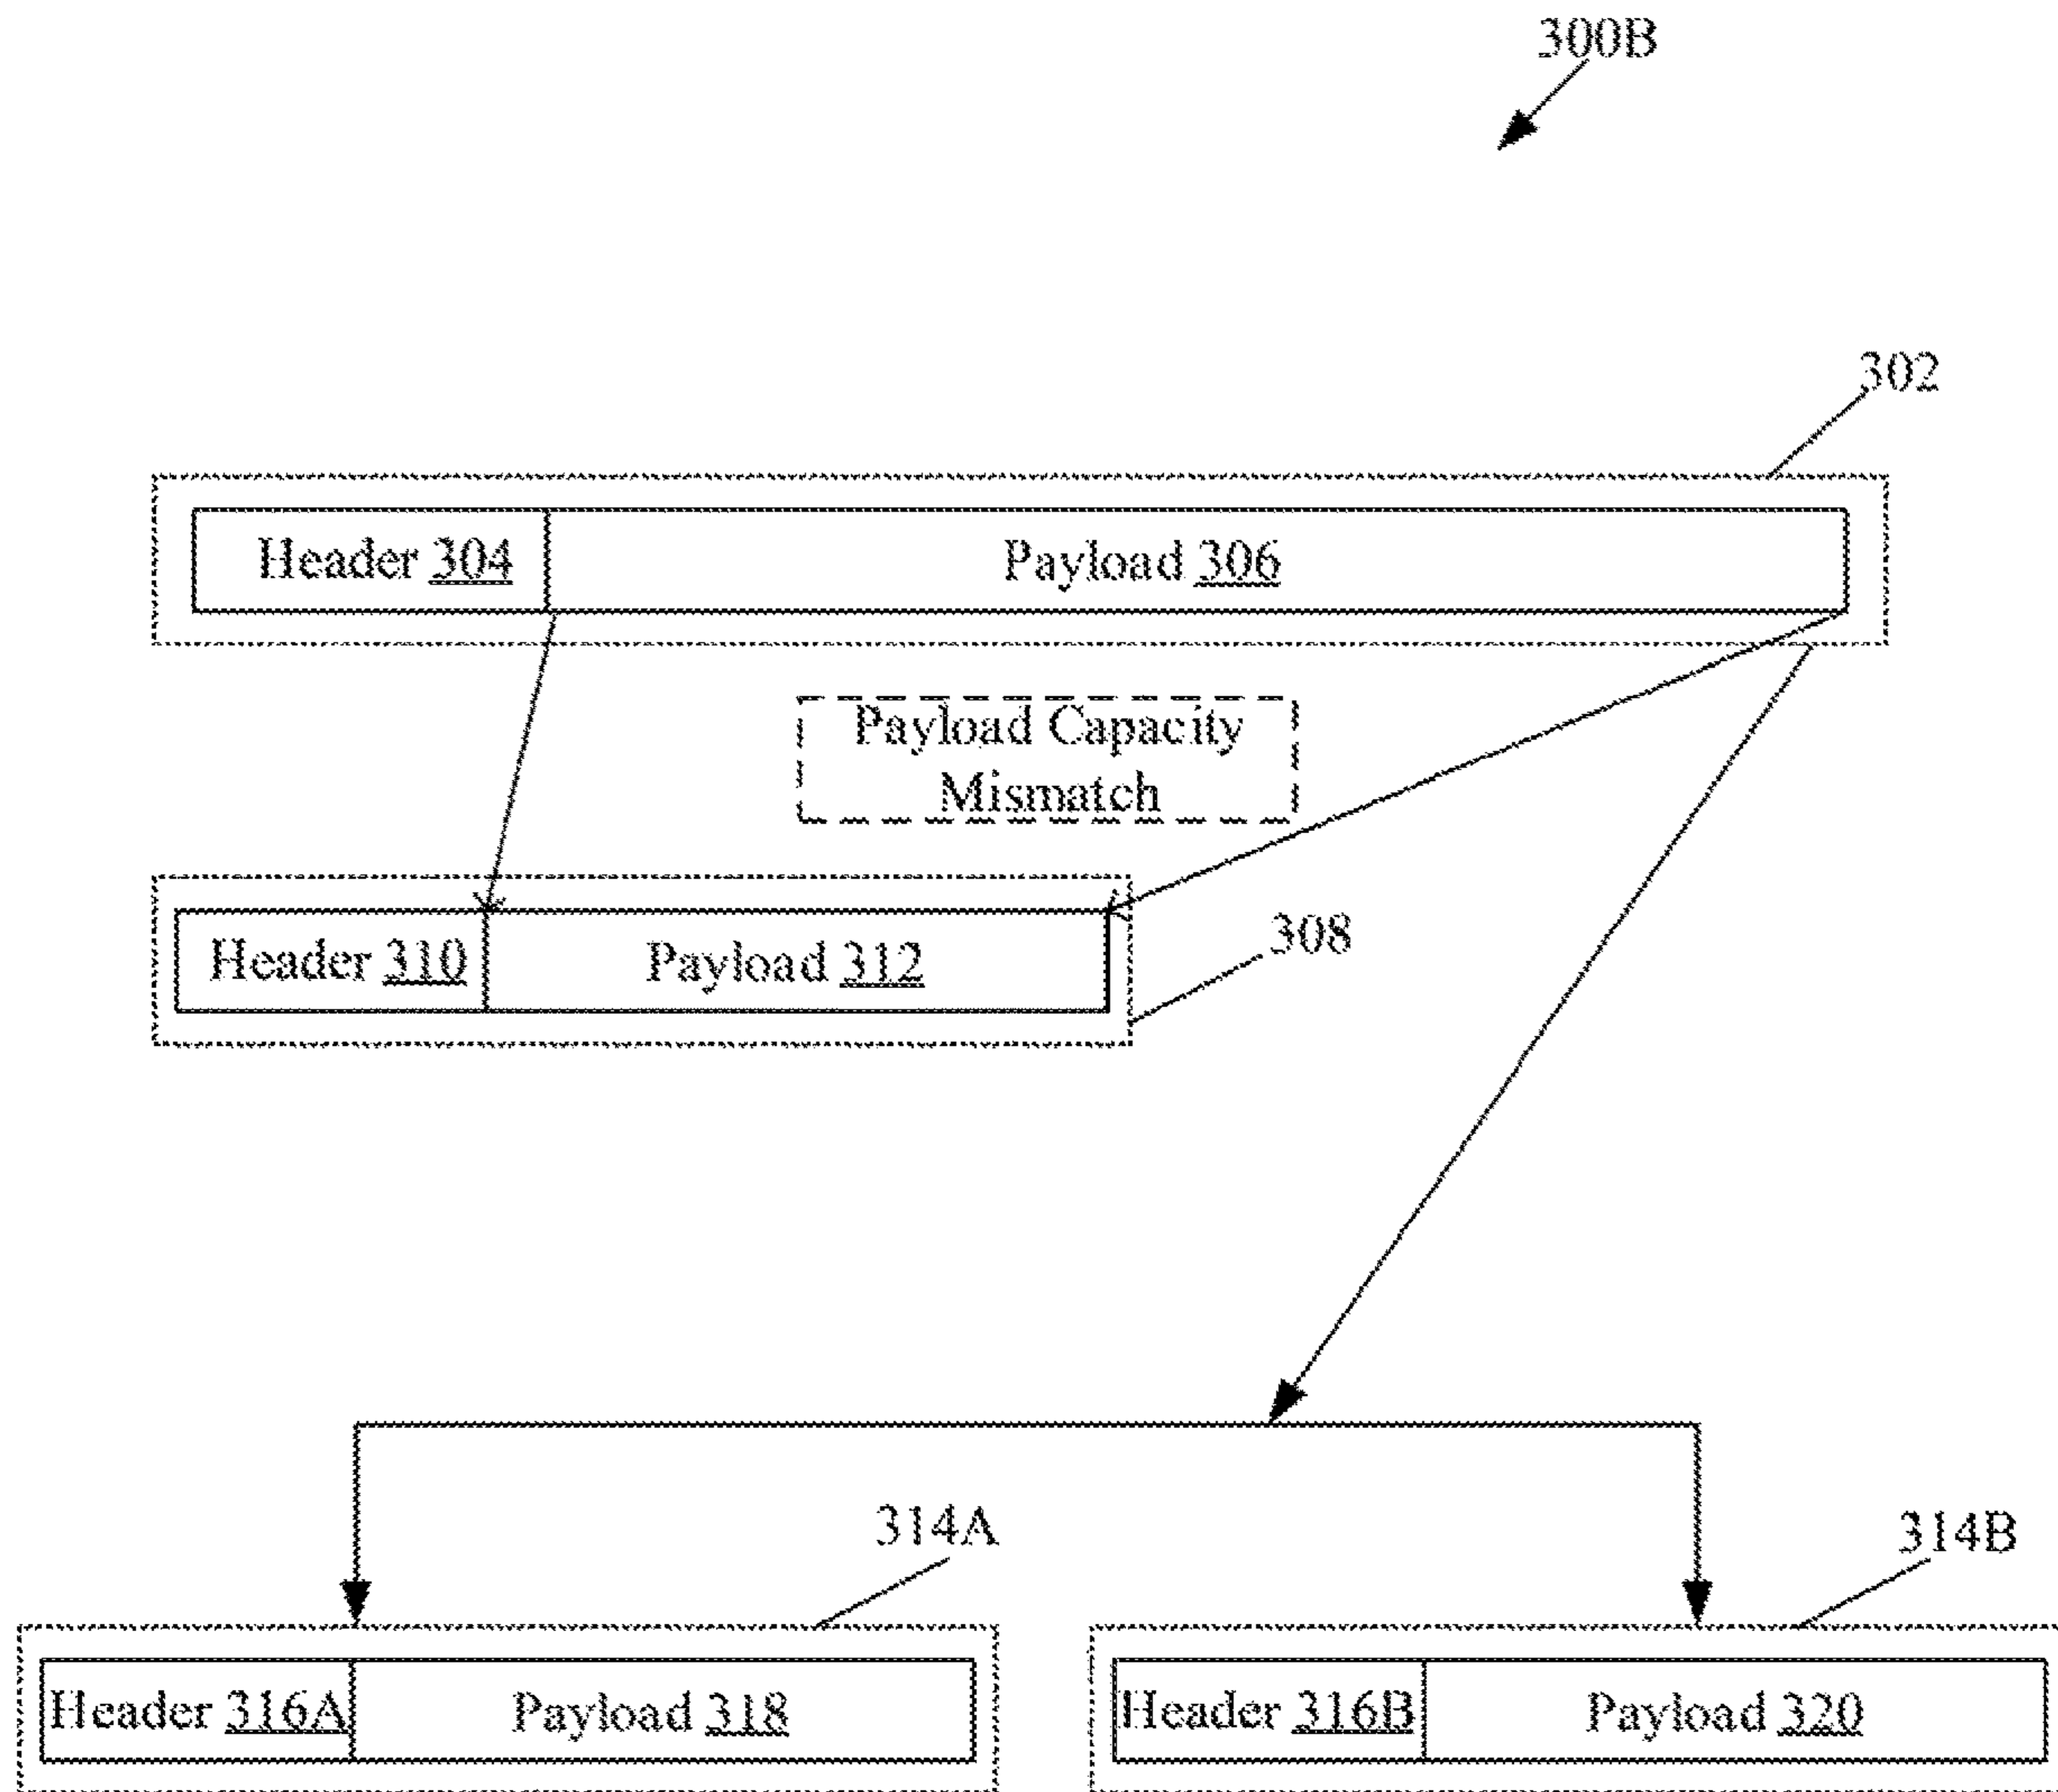 300B
302
Header 304
Payload 306
Payload Capacity
Mismatch
Header 310
Payload 312
308
314A
314B
Header 316A
Payload 318
Header 316B
Payload 320